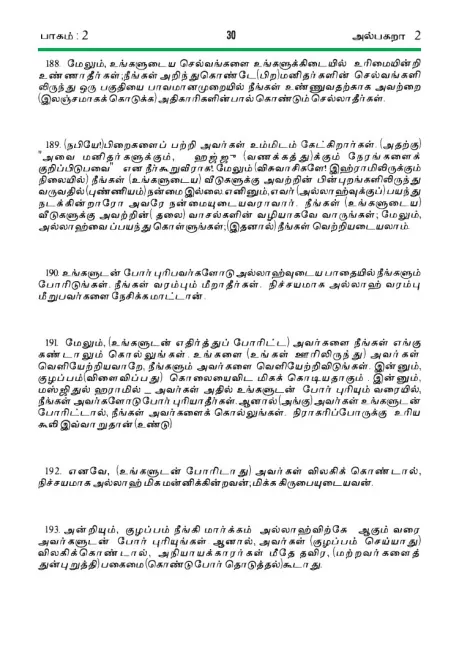 பாகம் : 2 30 அல்பகறா 2
188. மேலும், உங்களுடைய செல்வங்களை உங்களுக்கிடையில் உரிமையின்றி
உண்ணாதீர்கள்;நீங்கள் அறிந்துகொண்டே(பிற)மனிதர்களின் செல்வங்களி
லிருந்து ஒரு பகுதியை பாவமானமுறையில் நீங்கள் உண்ணுவதற்காக அவற்றை
(இலஞ்சமாகக்கொடுக்க)அதிகாரிகளின்பால்கொண்டும்செல்லாதீர்கள்.
189. (நபியே!)பிறைகளைப் பற்றி அவர்கள் உம்மிடம் கேட்கிறார்கள். (அதற்கு)
"அவை மனிதர்களுக்கும், ஹஜ்ஜு (வணக்கத்து)க்கும் நேரங்களைக்
குறிப்பிடுபவை" என நீர்கூறுவீராக!.மேலும்(விசுவாசிகளே! இஹ்ராமிலிருக்கும்
நிலையில்) நீங்கள் (உங்களுடைய) வீடுகளுக்கு அவற்றின் பின்புறங்களிலிருந்து
வருவதில்(புண்ணியம்)நன்மை இல்லை எனினும்,எவர் (அல்லாஹ்வுக்குப்) பயந்து
நடக்கின்றாரோ அவரே நன்மையுடையவராவார். நீங்கள் (உங்களுடைய)
வீடுகளுக்கு அவற்றின்( தலை) வாசல்களின் வழியாகவே வாருங்கள்; மேலும்,
அல்லாஹ்வைப்பயந்து கொள்ளுங்கள்;(இதனால்) நீங்கள் வெற்றியடையலாம்.
190. உங்களுடன் போர் புரிபவர்களோடு அல்லாஹ்வுடைய பாதையில் நீங்களும்
போரிடுங்கள். நீங்கள் வரம்பும் மீறாதீர்கள். நிச்சயமாக அல்லாஹ் வரம்பு
மீறுபவர்களை நேசிக்கமாட்டான்.
191. மேலும், (உங்களுடன் எதிர்த்துப் போரிட்ட) அவர்களை நீங்கள் எங்கு
கண்டாலும் கொல்லுங்கள். உங்களை (உங்கள் ஊரிலிருந்து) அவர்கள்
வெளியேற்றியவாறே, நீங்களும் அவர்களை வெளியேற்றிவிடுங்கள். இன்னும்,
குழப்பம்(விளைவிப்பது) கொலையைவிட மிகக் கொடியதாகும். இன்னும்,
மஸ்ஜிதுல் ஹராமில் _ அவர்கள் அதில் உங்களுடன் போர் புரியும் வரையில்,
நீங்கள் அவர்களோடுபோர் புரியாதீர்கள்.ஆனால்(அங்கு)அவர்கள் உங்களுடன்
போரிட்டால், நீங்கள் அவர்களைக் கொல்லுங்கள். நிராகரிப்போருக்கு உரிய
கூலி இவ்வாறுதான் (உண்டு)
192. எனவே, (உங்களுடன் போரிடாது) அவர்கள் விலகிக் கொண்டால்,
நிச்சயமாக அல்லாஹ் மிக மன்னிக்கின்றவன்;மிக்க கிருபையுடையவன்.
193. அன்றியும், குழப்பம் நீங்கி மார்க்கம் அல்லாஹ்விற்கே ஆகும் வரை
அவர்களுடன் போர் புரியுங்கள் ஆனால், அவர்கள் (குழப்பம் செய்யாது)
விலகிக்கொண்டால், அநியாயக்காரர்கள் மீதே தவிர, (மற்றவர்களைத்
துன்புறுத்தி) பகைமை(கொண்டுபோர் தொடுத்தல்)கூடாது.